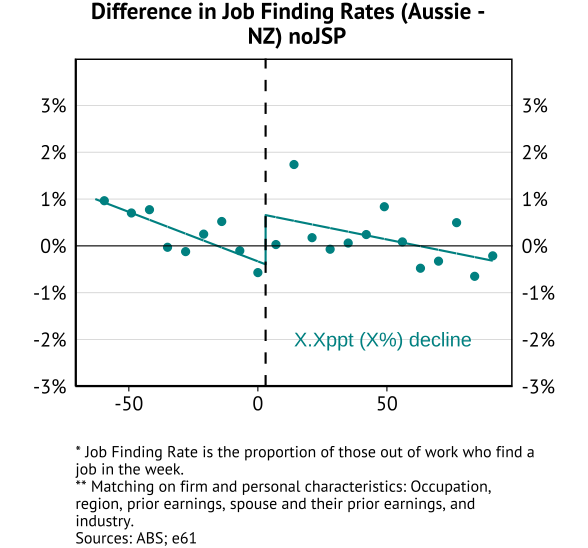 Difference in Job Finding Rates (Aussie -
NZ) noJSP
3% 3%
2% 2%
1% 1%
0% 0%
-1% -1%
-2% -2%
X.Xppt (X%) decline
-3% -3%
-50 0 50
* Job Finding Rate is the proportion of those out of work who find a
job in the week.
** Matching on firm and personal characteristics: Occupation,
region, prior earnings, spouse and their prior earnings, and
industry.
Sources: ABS; e61